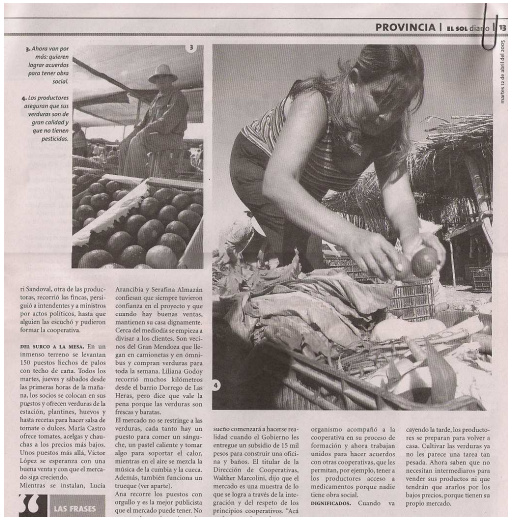 PROVINCIA | EL SOL diario | 13
3. Ahora van por
más: quieren
lograr acuerdos
para tener obra
social.
4. Los productores
aseguran que sus
verduras son de
gran calidad y
que no tienen
pesticidas.
3
4
ri Sandoval, otra de las produc-
toras, recorrió las fincas, persi-
guió a intendentes y a ministros
por actos políticos, hasta que
alguien las escuchó y pudieron
formar la cooperativa.
DEL SURCO A LA MESA. En un
inmenso terreno se levantan
150 puestos hechos de palos
con techo de caña. Todos los
martes, jueves y sábados desde
las primeras horas de la maña-
na, los socios se colocan en sus
puestos y ofrecen verduras de la
estación, plantines, huevos y
hasta recetas para hacer salsa de
tomate o dulces. María Castro
ofrece tomates, acelgas y chau-
chas a los precios más bajos.
Unos puestos más allá, Víctor
López se esperanza con una
buena venta y con que el merca-
do siga creciendo.
Mientras se instalan, Lucía
LAS FRASES
Arancibia y Serafina Almazán
confiesan que siempre tuvieron
confianza en el proyecto y que
cuando hay buenas ventas,
mantienen su casa dignamente.
Cerca del mediodía se empieza a
divisar a los clientes. Son veci-
nos del Gran Mendoza que lle-
gan en camionetas y en ómni-
bus y compran verduras para
toda la semana. Liliana Godoy
recorrió muchos kilómetros
desde el barrio Dorrego de Las
Heras, pero dice que vale la
pena porque las verduras son
frescas y baratas.
El mercado no se restringe a las
verduras, cada tanto hay un
puesto para comer un sángu-
che, un pastel caliente y tomar
algo para soportar el calor,
mientras en el aire se mezcla la
música de la cumbia y la cueca.
Además, también funciona un
trueque (ver aparte).
Ana recorre los puestos con
orgullo y es la mejor publicista
que el mercado puede tener. No
sueño comenzará a hacerse rea-
lidad cuando el Gobierno les
entregue un subsidio de 15 mil
pesos para construir una ofici-
na y baños. El titular de la
Dirección de Cooperativas,
Walther Marcolini, dijo que el
mercado es una muestra de lo
que se logra a través de la inte-
gración y del respeto de los
principios cooperativos. "Acá
organismo acompañó a la
cooperativa en su proceso de
formación y ahora trabajan
unidos para hacer acuerdos
con otras cooperativas, que les
permitan, por ejemplo, tener a
los productores acceso a
medicamentos porque nadie
tiene obra social.
DIGNIFICADOS. Cuando va
cayendo la tarde, los producto-
res se preparan para volver a
casa. Cultivar las verduras ya
no les parece una tarea tan
pesada. Ahora saben que no
necesitan intermediarios para
vender sus productos ni que
tendrán que ararlos por los
bajos precios, porque tienen su
propio mercado.